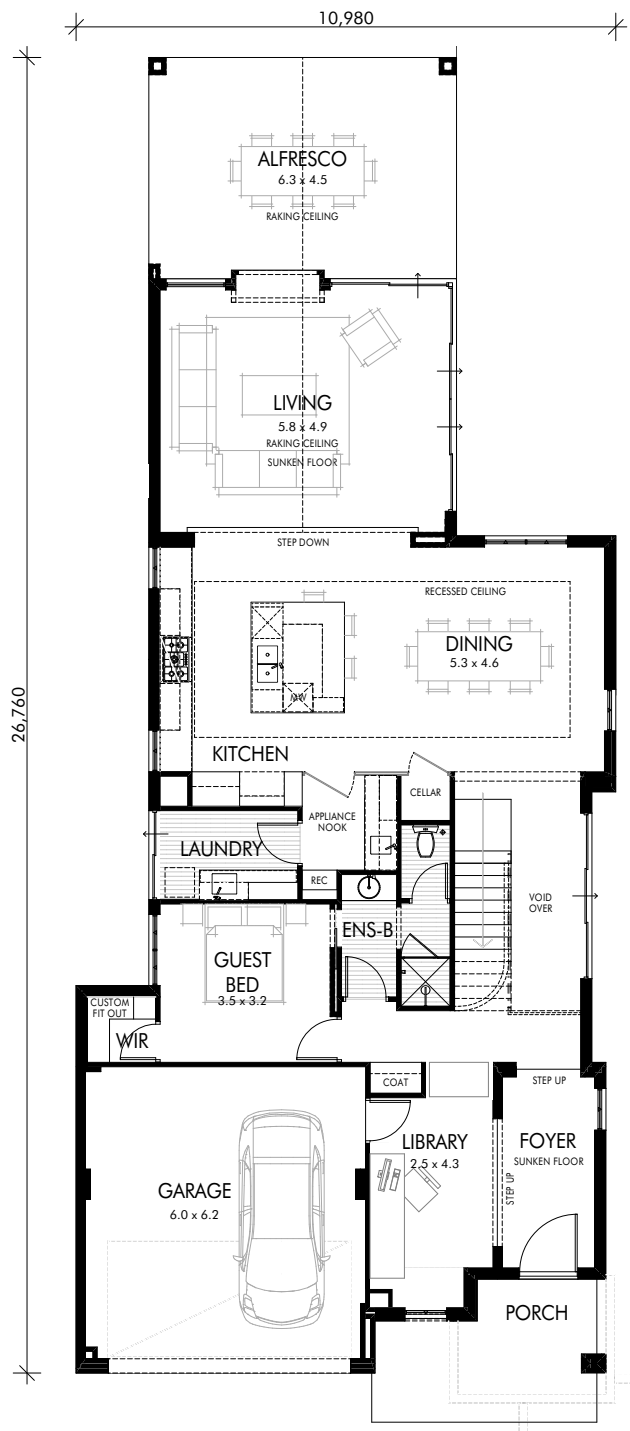 10,980
26,760
ALFRESCO
6.3 x 4.5
RAKING CEILING
LIVING
5.8 x 4.9
RAKING CEILING
SUNKEN FLOOR
STEP DOWN
RECESSED CEILING
DINING
5.3 x 4.6
MW
KITCHEN
CELLAR
APPLIANCE
NOOK
LAUNDRY
REC
VOID
OVER
ENS-B
GUEST
BED
3.5 x 3.2
CUSTOM
FIT OUT
WIR
COAT
STEP UP
LIBRARY
2.5 x 4.3
FOYER
SUNKEN FLOOR
STEP UP
GARAGE
6.0 x 6.2
PORCH